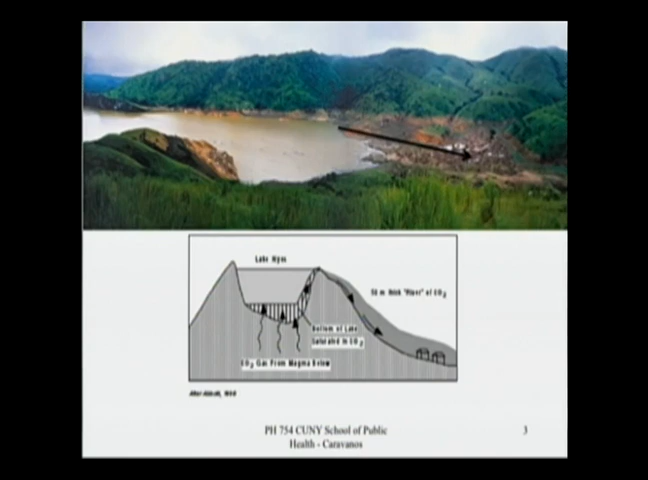 Lake Nyos
50 m thick "River" of CO2
Bottom of Lake
Saturated in CO2
CO2 Gas From Magma Below
PH 754 CUNY School of Public
Health - Caravanos
3